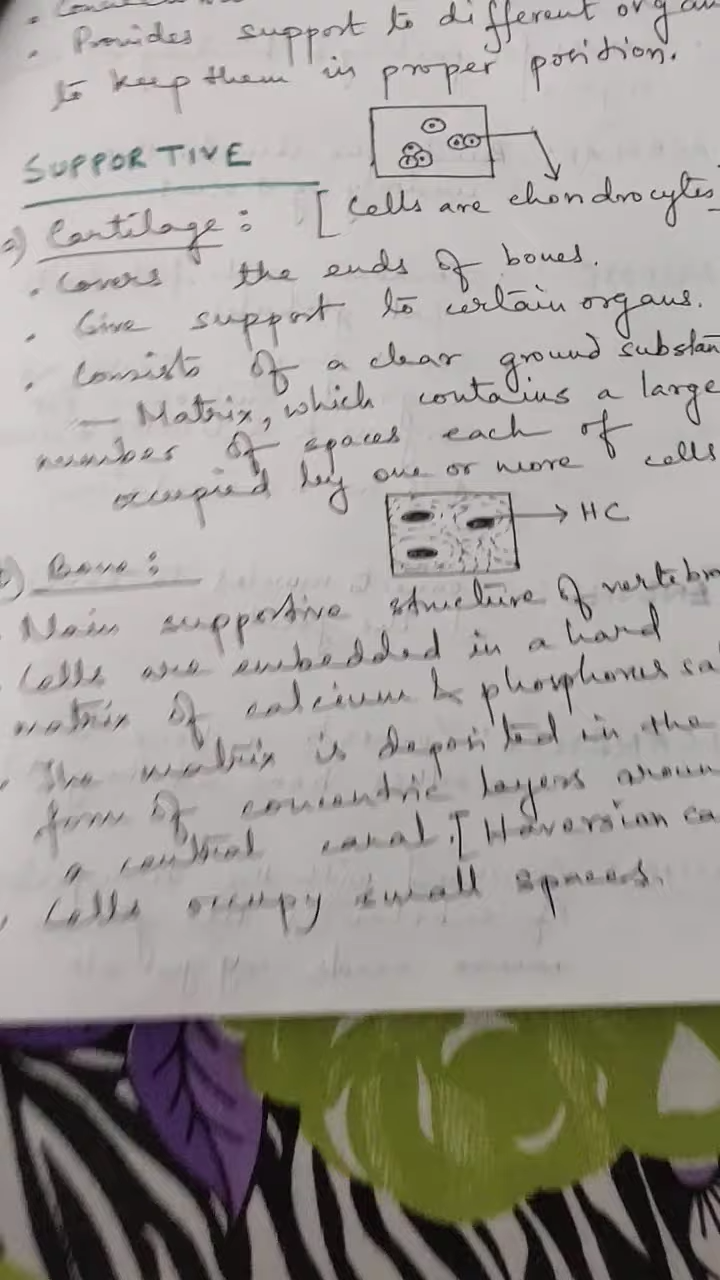 • Provides support to different organ
to keep them in proper position.
SUPPORTIVE
a) Cartilage : [ Cells are chondrocytes
• Covers the ends of bones.
• Give support to certain organs.
• Consists of a clear ground substan
— Matrix, which contains a large
number of spaces each of
occupied by one or more cells
→ HC
) Bone :
Main supportive structure of vertebra
Cells are embedded in a hard
matrix of calcium & phosphorus sa
The matrix is deposited in the
form of concentric layers aroun
a central canal. [ Haversian ca
Cells occupy small spaces.